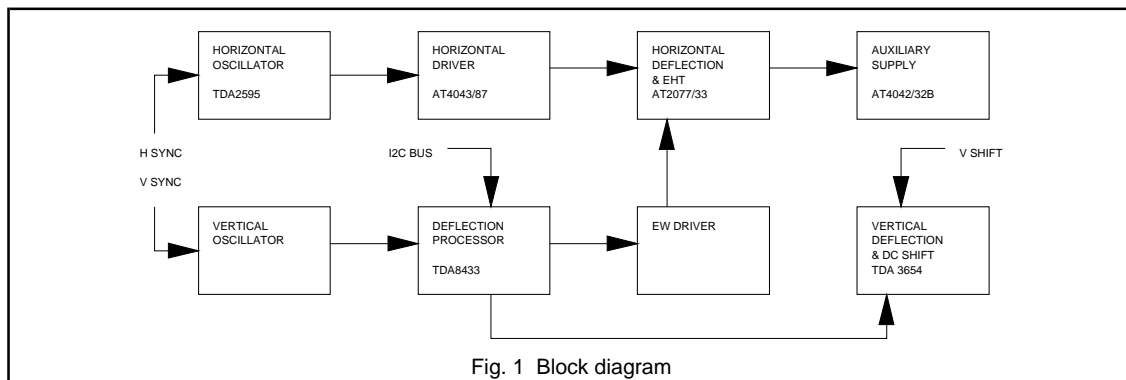 HORIZONTAL
OSCILLATOR
TDA2595
HORIZONTAL
DRIVER
AT4043/87
HORIZONTAL
DEFLECTION
& EHT
AT2077/33
AUXILIARY
SUPPLY
AT4042/32B
H SYNC
V SYNC
I2C BUS
V SHIFT
VERTICAL
OSCILLATOR
DEFLECTION
PROCESSOR
TDA8433
EW DRIVER
VERTICAL
DEFLECTION
& DC SHIFT
TDA 3654
Fig. 1 Block diagram